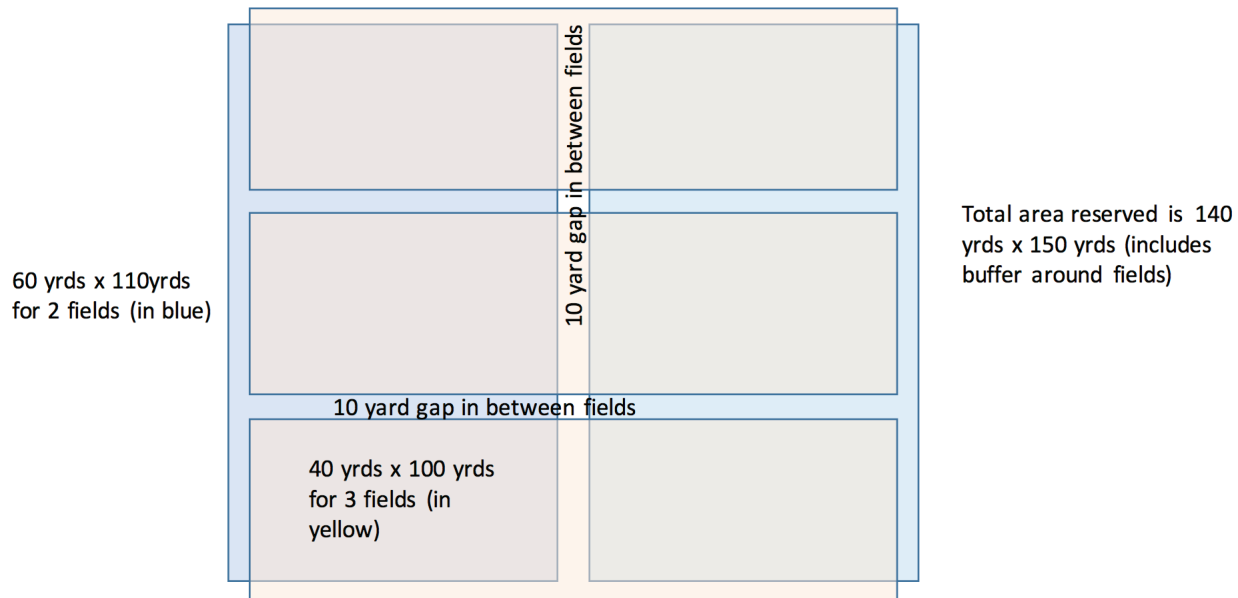 10 yard gap in between fields
Total area reserved is 140
yrds x 150 yrds (includes
buffer around fields)
60 yrds x 110yrds
for 2 fields (in blue)
10 yard gap in between fields
40 yrds x 100 yrds
for 3 fields (in
yellow)